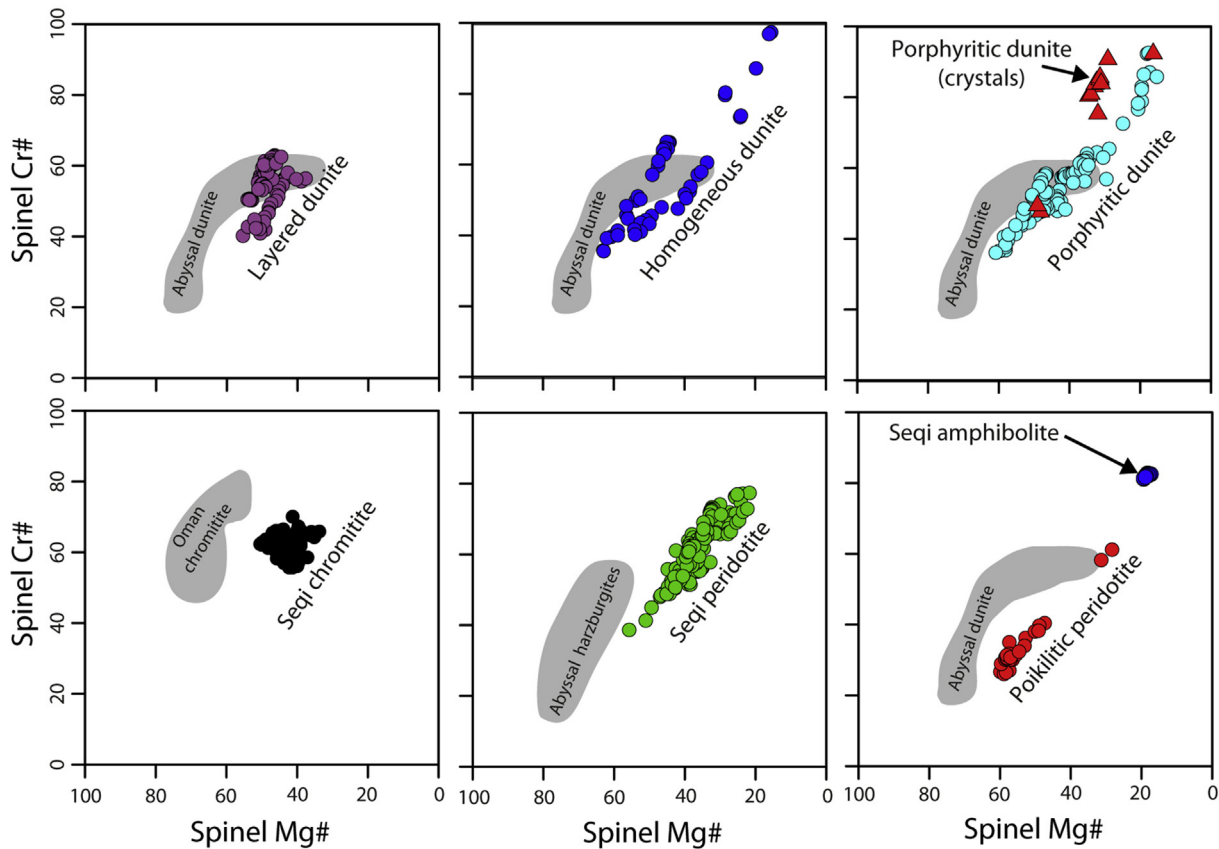 100
80
60
40
20
0
Spinel Cr#
Abyssal dunite
Layered dunite
Abyssal dunite
Homogeneous dunite
Porphyritic dunite
(crystals)
Abyssal dunite
Porphyritic dunite
100
80
60
40
20
0
Spinel Cr#
Oman
chromitite
Seqi chromitite
100 80 60 40 20 0
Spinel Mg#
Abyssal harzburgites
Seqi peridotite
100 80 60 40 20 0
Spinel Mg#
Seqi amphibolite
Abyssal dunite
Poikilitic peridotite
100 80 60 40 20 0
Spinel Mg#